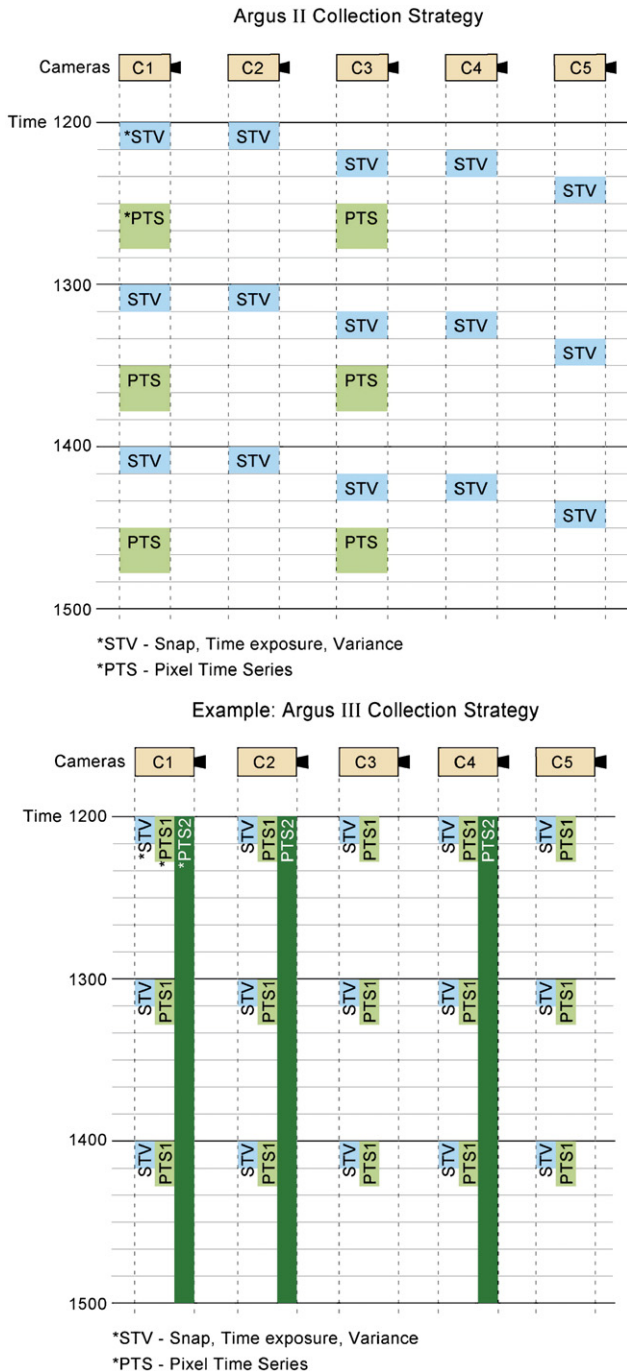 Argus II Collection Strategy
Cameras C1 C2 C3 C4 C5
Time 1200
*STV STV
STV STV
STV
*PTS PTS
1300
STV STV
STV STV
STV
PTS PTS
1400
STV STV
STV STV
STV
PTS PTS
1500
*STV - Snap, Time exposure, Variance
*PTS - Pixel Time Series
Example: Argus III Collection Strategy
Cameras C1 C2 C3 C4 C5
Time 1200
*STV *PTS1 *PTS2 STV PTS1 PTS2 STV PTS1 STV PTS1 PTS2 STV PTS1
1300
STV PTS1 STV PTS1 STV PTS1 STV PTS1 STV PTS1
1400
STV PTS1 STV PTS1 STV PTS1 STV PTS1 STV PTS1
1500
*STV - Snap, Time exposure, Variance
*PTS - Pixel Time Series